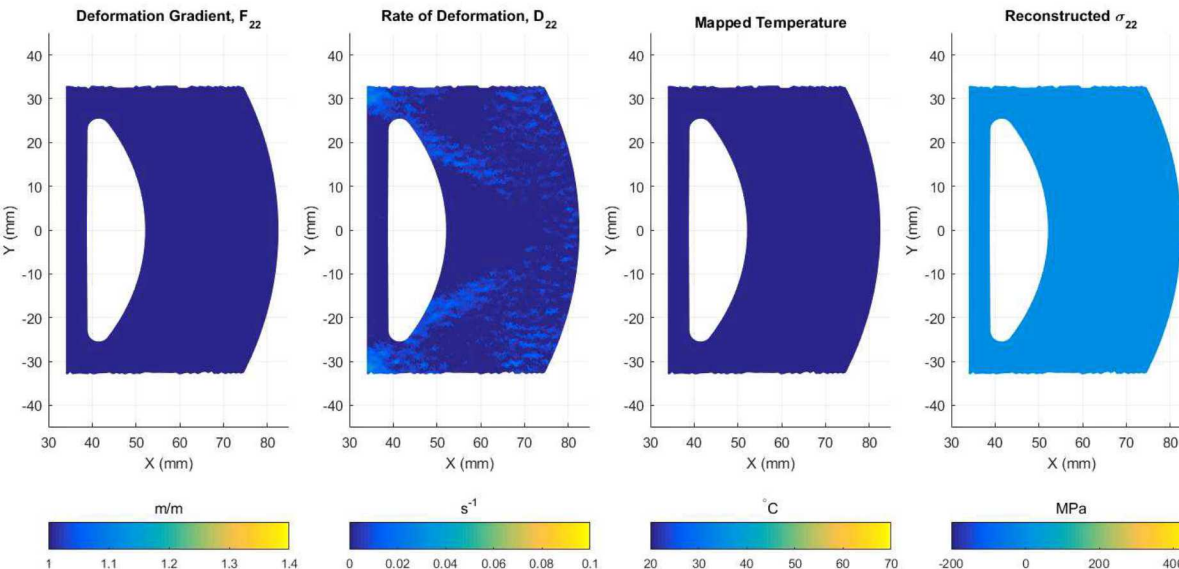 Deformation Gradient, F22
Rate of Deformation, D22
Mapped Temperature
Reconstructed σ22
40
30
20
10
0
-10
-20
-30
-40
Y (mm)
30 40 50 60 70 80
X (mm)
40
30
20
10
0
-10
-20
-30
-40
Y (mm)
30 40 50 60 70 80
X (mm)
40
30
20
10
0
-10
-20
-30
-40
Y (mm)
30 40 50 60 70 80
X (mm)
40
30
20
10
0
-10
-20
-30
-40
Y (mm)
30 40 50 60 70 80
X (mm)
m/m
1 1.1 1.2 1.3 1.4
s-1
0 0.02 0.04 0.06 0.08 0.1
°C
20 30 40 50 60 70
MPa
-200 0 200